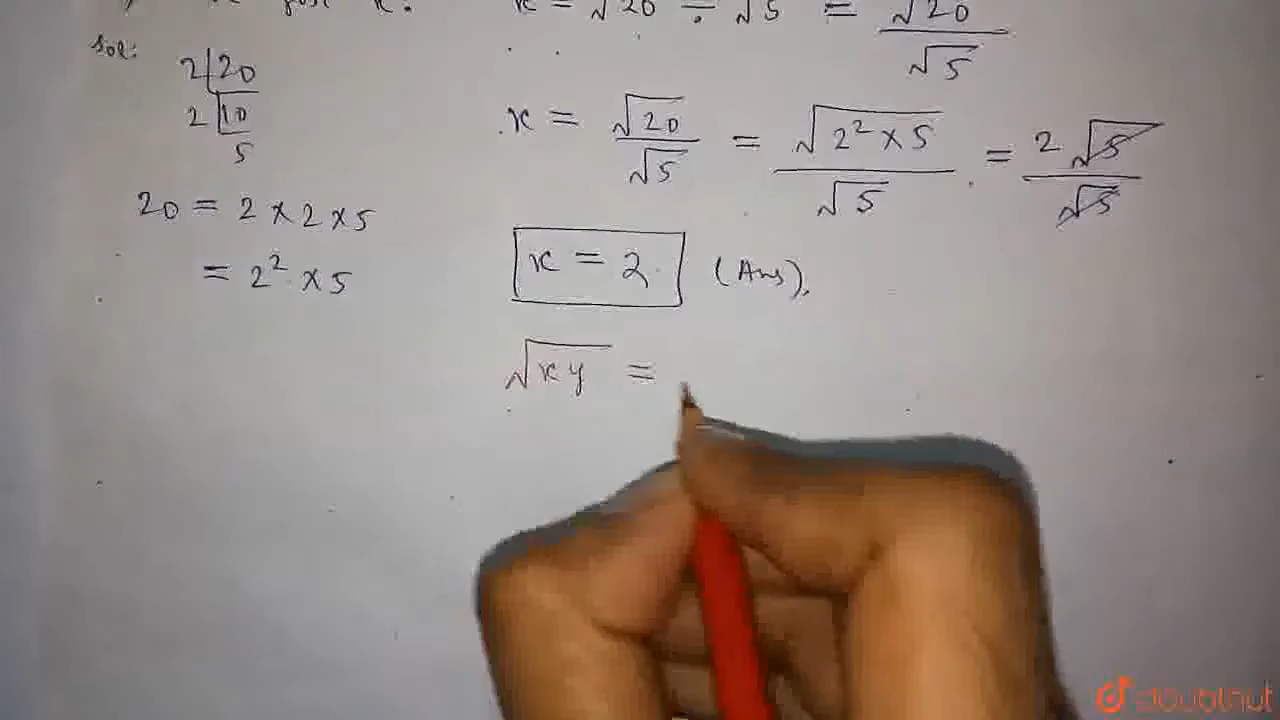 x = √20 ÷ √5 = √20 / √5
Sol:
2 | 20
2 | 10
5
20 = 2 × 2 × 5
= 2² × 5
x = √20 / √5 = √(2² × 5) / √5 = 2√5 / √5
x = 2 (Ans).
√(xy) =
doubtnut